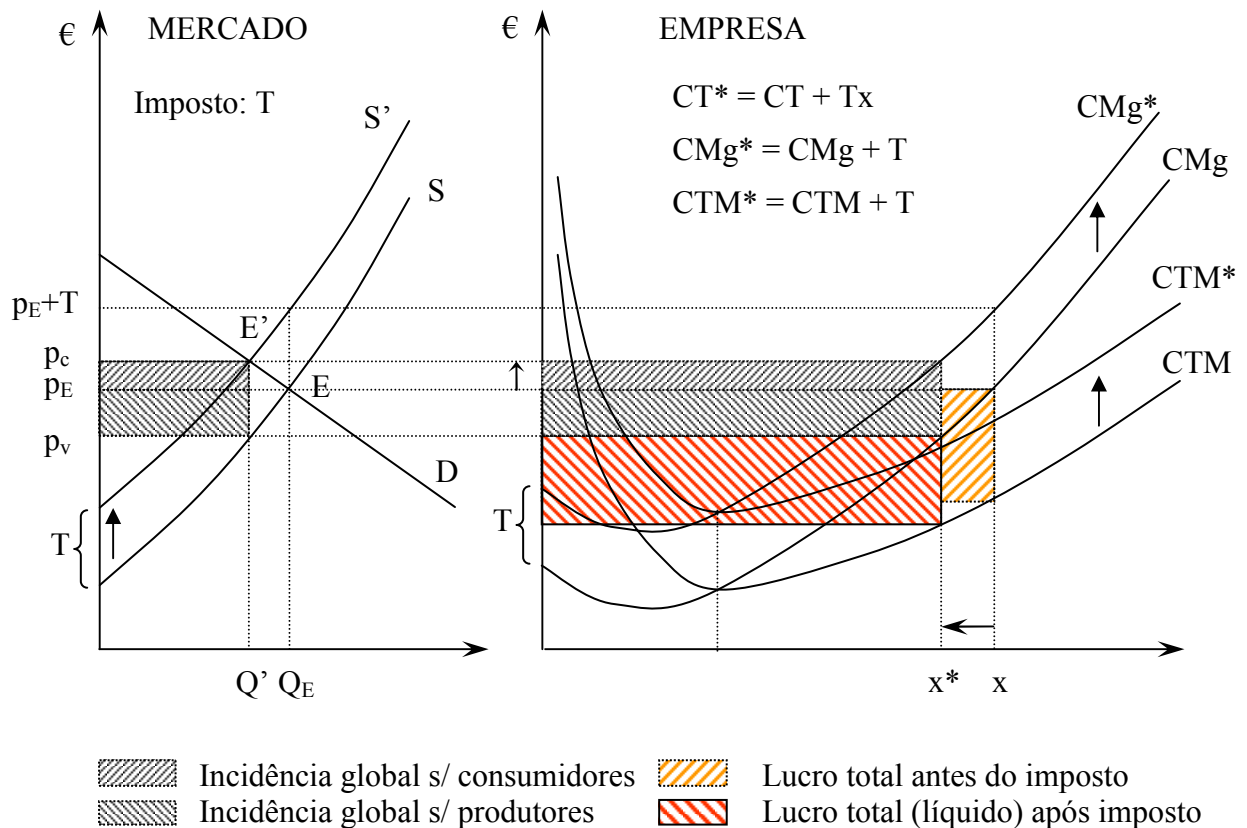 €
MERCADO
Imposto: T
S’
S
pE+T
E’
pc
pE
E
pv
D
T
Q’ QE
€
EMPRESA
CT* = CT + Tx
CMg* = CMg + T
CTM* = CTM + T
CMg*
CMg
CTM*
CTM
T
x* x
Incidência global s/ consumidores
Incidência global s/ produtores
Lucro total antes do imposto
Lucro total (líquido) após imposto